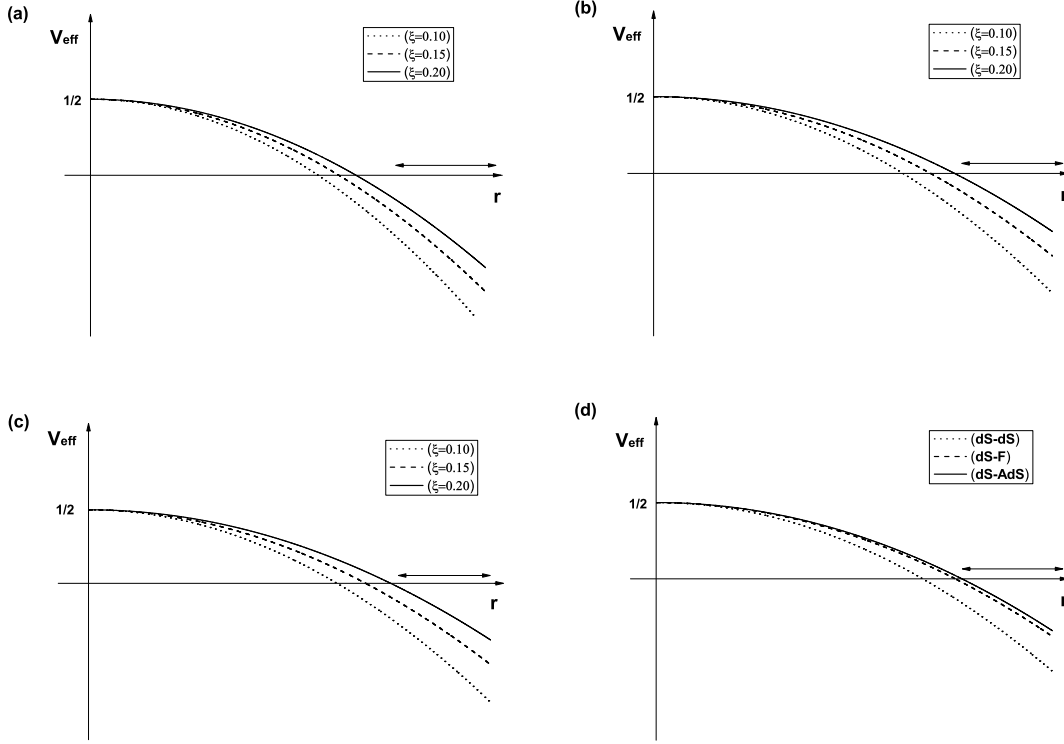 (a)
Veff
(ξ=0.10)
(ξ=0.15)
(ξ=0.20)
1/2
r
(b)
Veff
(ξ=0.10)
(ξ=0.15)
(ξ=0.20)
1/2
r
(c)
Veff
(ξ=0.10)
(ξ=0.15)
(ξ=0.20)
1/2
r
(d)
Veff
(dS-dS)
(dS-F)
(dS-AdS)
1/2
r